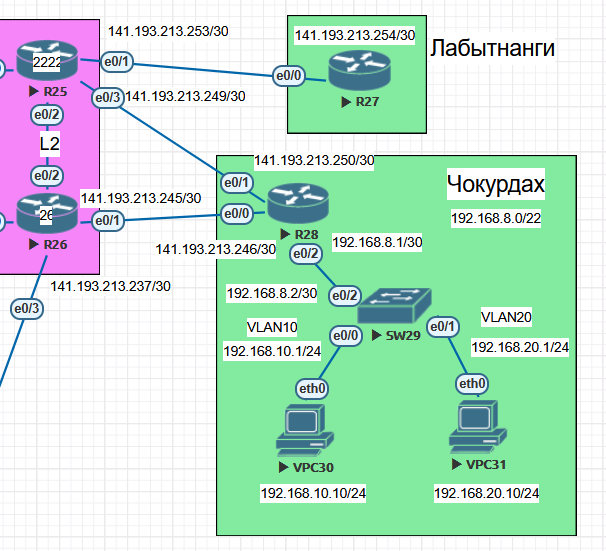 141.193.213.253/30
141.193.213.254/30
Лабытнанги
2222
e0/1
e0/0
R25
R27
e0/3
141.193.213.249/30
e0/2
L2
141.193.213.250/30
e0/2
e0/1
Чокурдах
141.193.213.245/30
192.168.8.0/22
26
e0/1
e0/0
R28
R26
192.168.8.1/30
141.193.213.246/30
e0/2
141.193.213.237/30
192.168.8.2/30
e0/2
e0/3
VLAN10
e0/0
SW29
e0/1
VLAN20
192.168.10.1/24
192.168.20.1/24
eth0
eth0
VPC30
VPC31
192.168.10.10/24
192.168.20.10/24